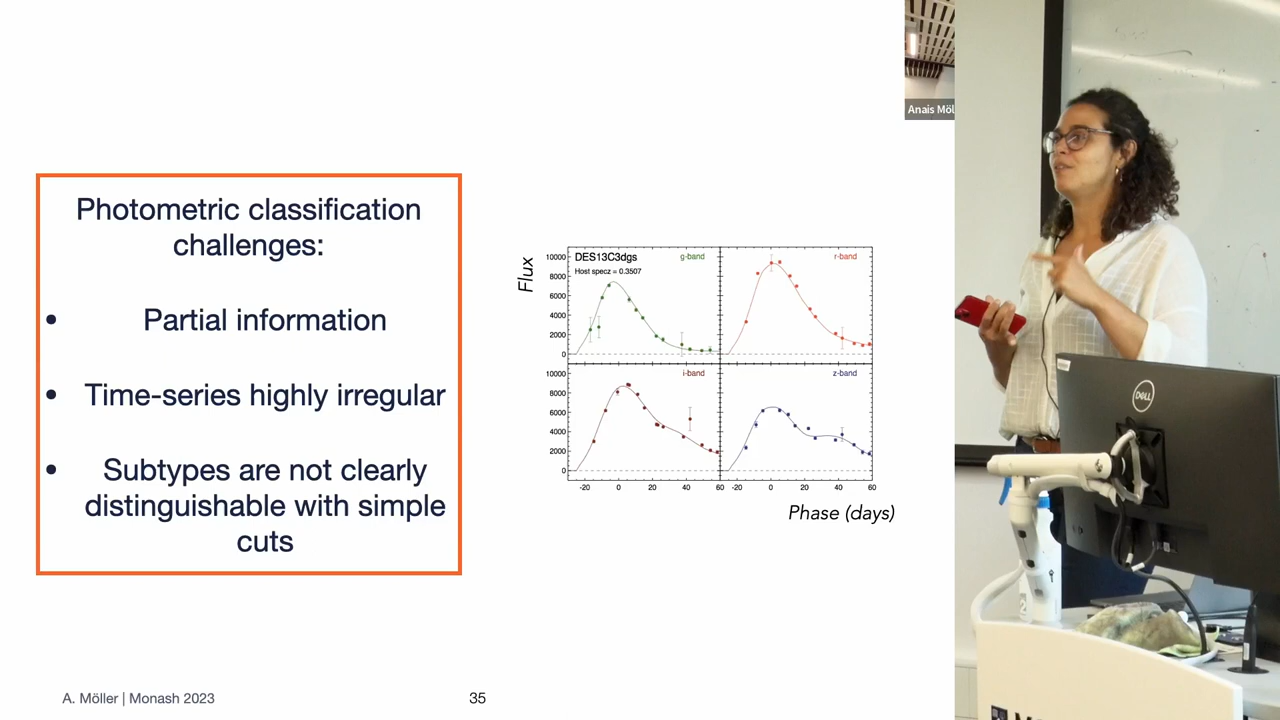 Photometric classification
challenges:
• Partial information
• Time-series highly irregular
• Subtypes are not clearly
distinguishable with simple
cuts
Flux
DES13C3dgs
Host specz = 0.3507
g-band
r-band
10000
8000
6000
4000
2000
0
i-band
z-band
10000
8000
6000
4000
2000
0
-20 0 20 40 60 -20 0 20 40 60
Phase (days)
A. Möller | Monash 2023
35
Anais Möl
DELL
2